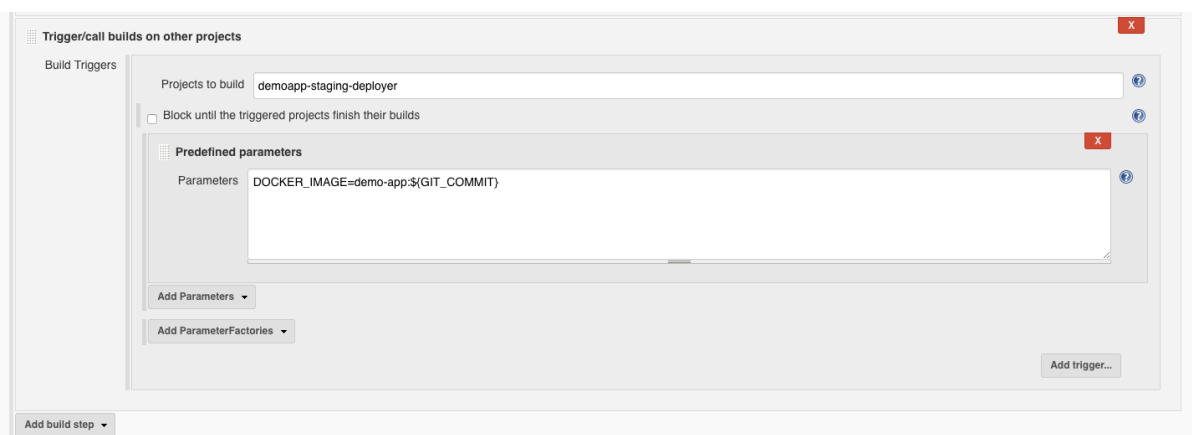 X
Trigger/call builds on other projects
Build Triggers
Projects to build demoapp-staging-deployer
Block until the triggered projects finish their builds
X
Predefined parameters
Parameters DOCKER_IMAGE=demo-app:${GIT_COMMIT}
Add Parameters
Add ParameterFactories
Add trigger...
Add build step